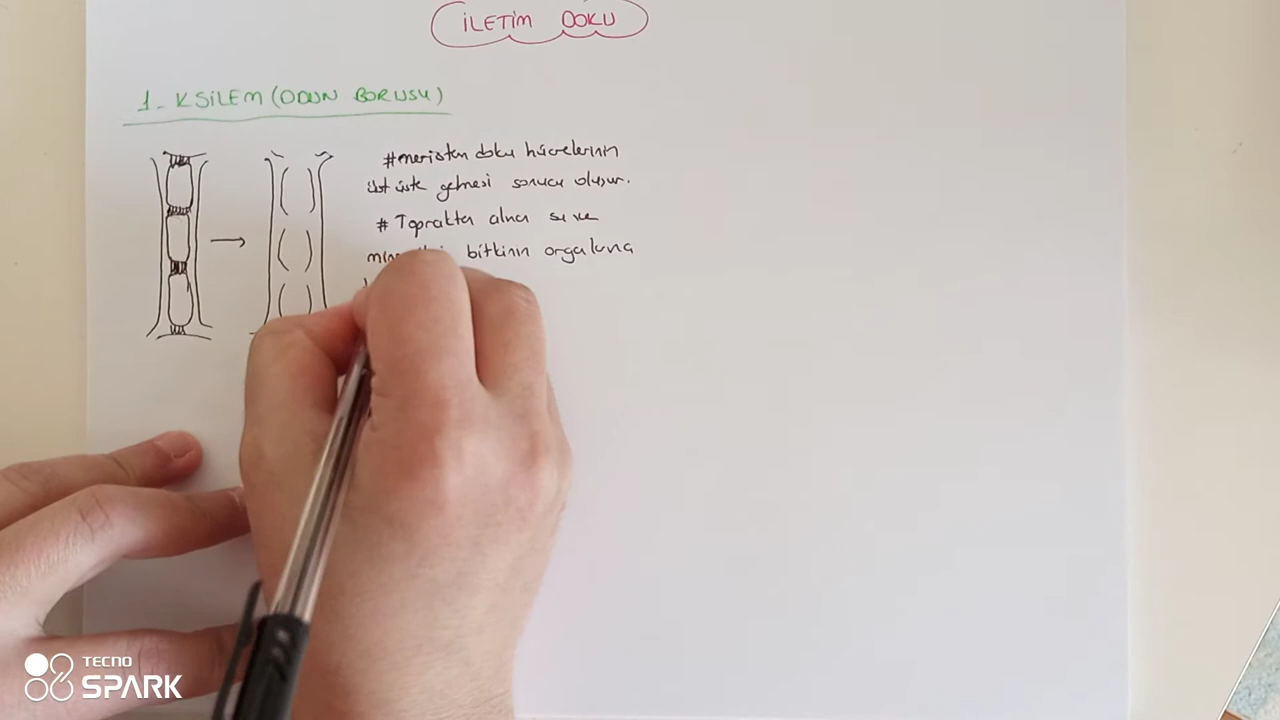 İLETİM DOKU
1- KSİLEM (ODUN BORUSU)
#meristem doku hücrelerinin
üst üste gelmesi sonucu oluşur.
# Topraktan alınan su ve
bitkinin organlarına
TECNO
SPARK